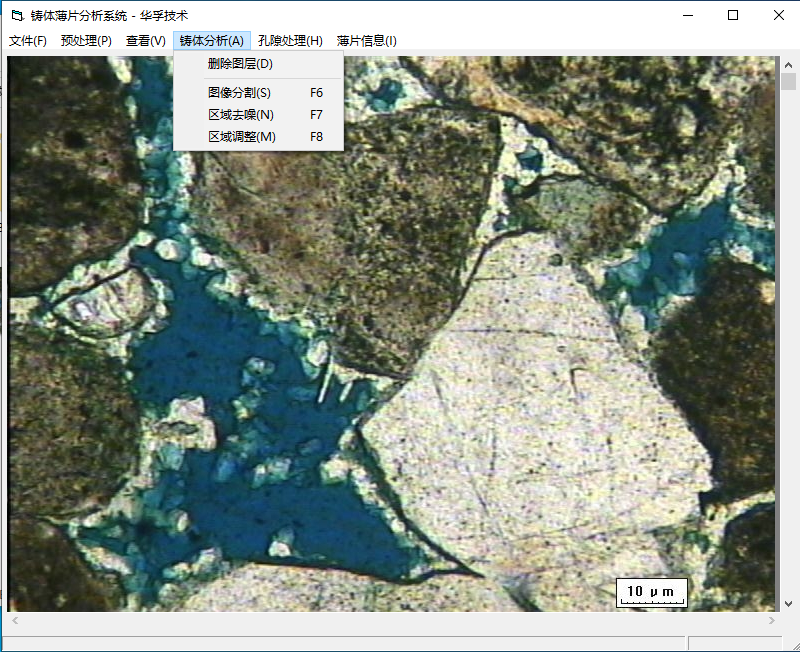 铸体薄片分析系统 - 华孚技术
文件(F) 预处理(P) 查看(V) 铸体分析(A) 孔隙处理(H) 薄片信息(I)
删除图层(D)
图像分割(S) F6
区域去噪(N) F7
区域调整(M) F8
10 μm